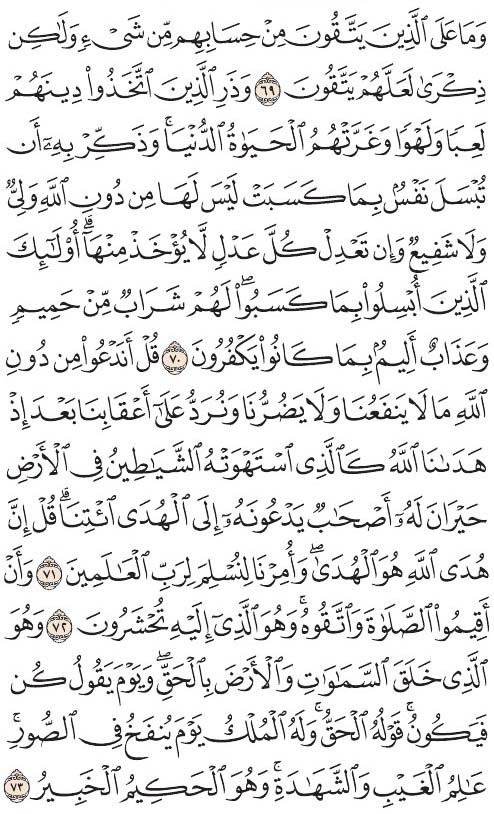 وَمَا عَلَى ٱلَّذِينَ يَتَّقُونَ مِنْ حِسَابِهِم مِّن شَىْءٍ وَلَٰكِن
ذِكْرَىٰ لَعَلَّهُمْ يَتَّقُونَ ٦٩ وَذَرِ ٱلَّذِينَ ٱتَّخَذُوا۟ دِينَهُمْ
لَعِبًا وَلَهْوًا وَغَرَّتْهُمُ ٱلْحَيَوٰةُ ٱلدُّنْيَا ۚ وَذَكِّرْ بِهِۦٓ أَن
تُبْسَلَ نَفْسٌۢ بِمَا كَسَبَتْ لَيْسَ لَهَا مِن دُونِ ٱللَّهِ وَلِىٌّ
وَلَا شَفِيعٌ وَإِن تَعْدِلْ كُلَّ عَدْلٍ لَّا يُؤْخَذْ مِنْهَآ ۗ أُو۟لَٰٓئِكَ
ٱلَّذِينَ أُبْسِلُوا۟ بِمَا كَسَبُوا۟ ۖ لَهُمْ شَرَابٌ مِّنْ حَمِيمٍ
وَعَذَابٌ أَلِيمٌۢ بِمَا كَانُوا۟ يَكْفُرُونَ ٧٠ قُلْ أَنَدْعُوا۟ مِن دُونِ
ٱللَّهِ مَا لَا يَنفَعُنَا وَلَا يَضُرُّنَا وَنُرَدُّ عَلَىٰٓ أَعْقَابِنَا بَعْدَ إِذْ
هَدَىٰنَا ٱللَّهُ كَٱلَّذِى ٱسْتَهْوَتْهُ ٱلشَّيَٰطِينُ فِى ٱلْأَرْضِ
حَيْرَانَ لَهُۥٓ أَصْحَٰبٌ يَدْعُونَهُۥٓ إِلَى ٱلْهُدَى ٱئْتِنَا ۗ قُلْ إِنَّ
هُدَى ٱللَّهِ هُوَ ٱلْهُدَىٰ ۖ وَأُمِرْنَا لِنُسْلِمَ لِرَبِّ ٱلْعَٰلَمِينَ ٧١ وَأَنْ
أَقِيمُوا۟ ٱلصَّلَوٰةَ وَٱتَّقُوهُ ۚ وَهُوَ ٱلَّذِىٓ إِلَيْهِ تُحْشَرُونَ ٧٢ وَهُوَ
ٱلَّذِى خَلَقَ ٱلسَّمَٰوَٰتِ وَٱلْأَرْضَ بِٱلْحَقِّ ۖ وَيَوْمَ يَقُولُ كُن
فَيَكُونُ ۚ قَوْلُهُ ٱلْحَقُّ ۚ وَلَهُ ٱلْمُلْكُ يَوْمَ يُنفَخُ فِى ٱلصُّورِ ۚ
عَٰلِمُ ٱلْغَيْبِ وَٱلشَّهَٰدَةِ ۚ وَهُوَ ٱلْحَكِيمُ ٱلْخَبِيرُ ٧٣